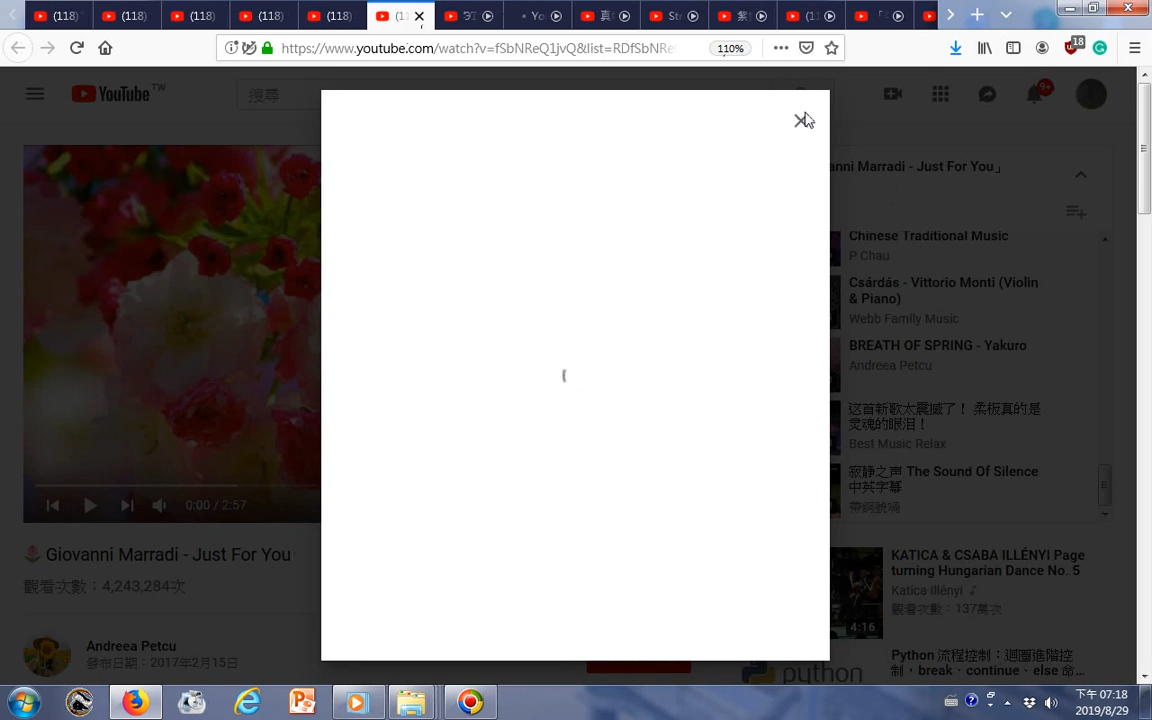 (118)
(118)
(118)
(118)
(118)
Yo
真
Str
紫
https://www.youtube.com/watch?v=fSbNReQ1jvQ&list=RDfSbNRe
110%
18
YouTube TW
搜尋
9+
anni Marradi - Just For You」
Chinese Traditional Music
P Chau
Csárdás - Vittorio Monti (Violin
& Piano)
Webb Family Music
BREATH OF SPRING - Yakuro
Andreea Petcu
这首新歌太震撼了！ 柔板真的是
灵魂的眼泪！
Best Music Relax
寂静之声 The Sound Of Silence
中英字幕
0:00 / 2:57
Giovanni Marradi - Just For You
觀看次數：4,243,284次
KATICA & CSABA ILLÉNYI Page
turning Hungarian Dance No. 5
Katica Illényi
觀看次數：137萬次
4:16
Andreea Petcu
發布日期：2017年2月15日
Python 流程控制：迴圈進階控
制，break、continue、else 命...
python
下午 07:18
2019/8/29